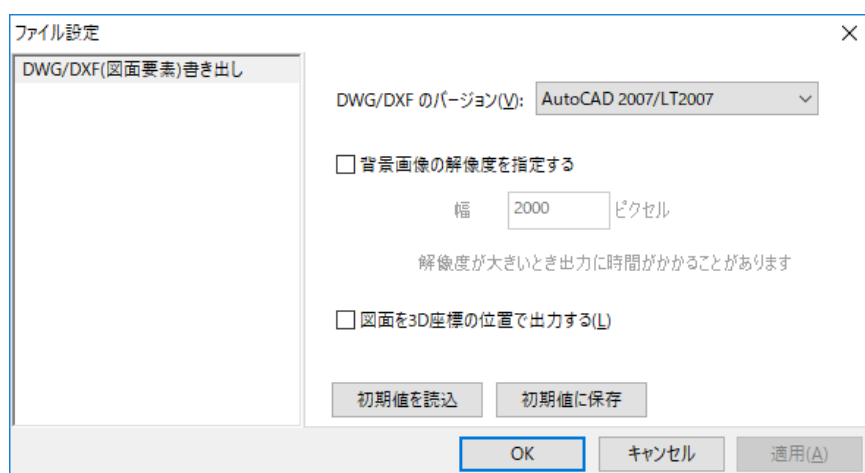 ファイル設定
DWG/DXF(図面要素)書き出し
DWG/DXF のバージョン(V): AutoCAD 2007/LT2007
背景画像の解像度を指定する
幅 2000 ピクセル
解像度が大きいとき出力に時間がかかることがあります
図面を3D座標の位置で出力する(L)
初期値を読込 初期値に保存
OK キャンセル 適用(A)